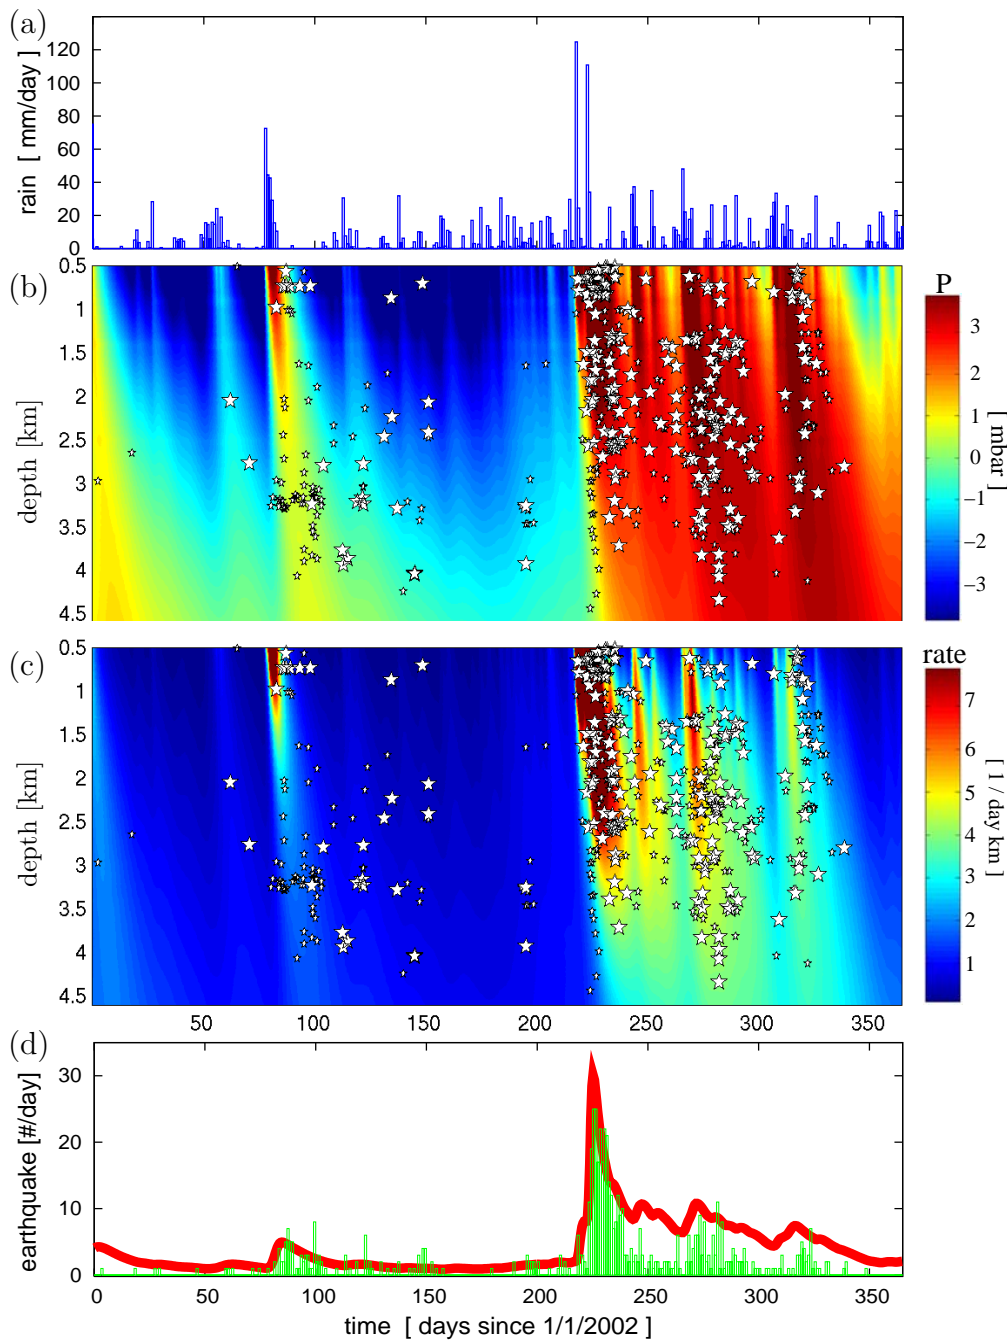 (a)
rain [ mm/day ]
120
100
80
60
40
20
0
(b)
depth [km]
0.5
1
1.5
2
2.5
3
3.5
4
4.5
P
3
2
1
0
−1
−2
−3
[ mbar ]
(c)
depth [km]
0.5
1
1.5
2
2.5
3
3.5
4
4.5
50 100 150 200 250 300 350
rate
7
6
5
4
3
2
1
[ 1 / day km ]
(d)
earthquake [#/day]
30
20
10
0
0 50 100 150 200 250 300 350
time [ days since 1/1/2002 ]